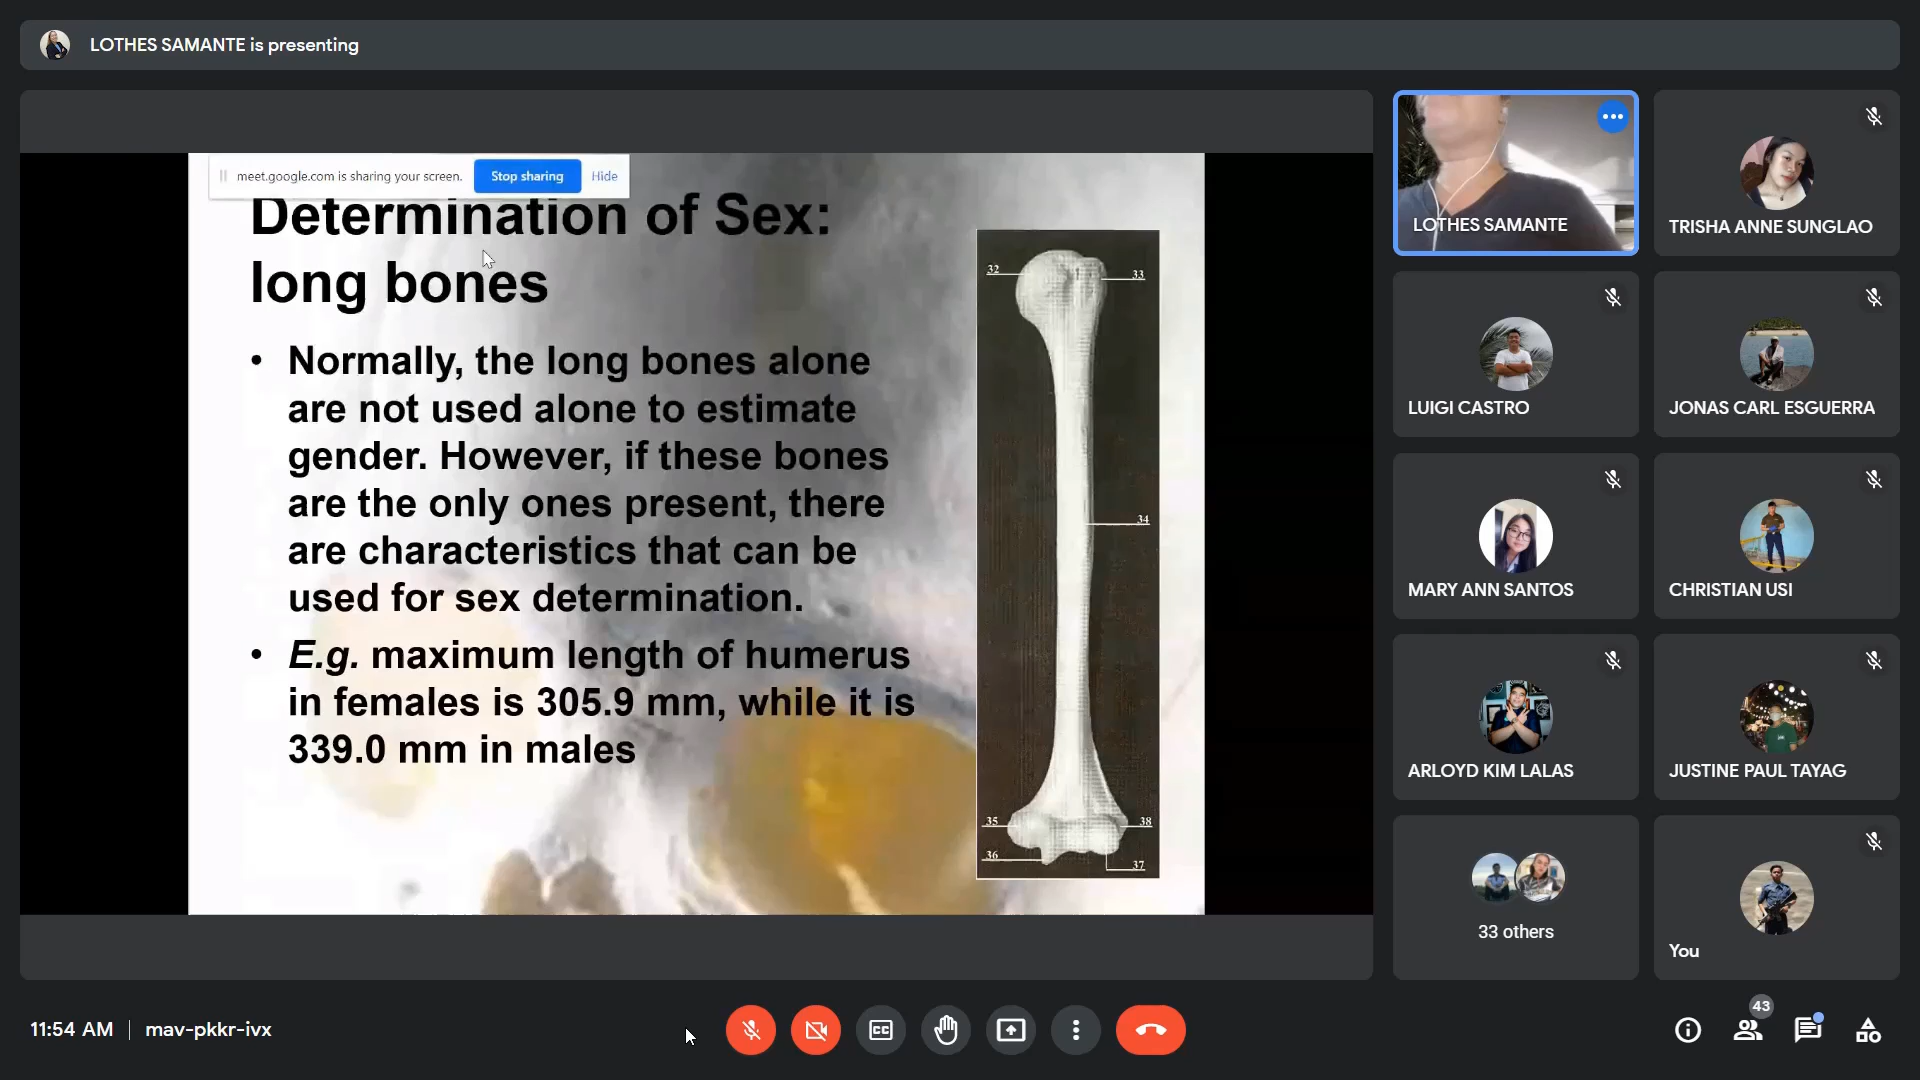 LOTHES SAMANTE is presenting
meet.google.com is sharing your screen.
Stop sharing
Hide
Determination of Sex:
long bones
• Normally, the long bones alone
are not used alone to estimate
gender. However, if these bones
are the only ones present, there
are characteristics that can be
used for sex determination.
• E.g. maximum length of humerus
in females is 305.9 mm, while it is
339.0 mm in males
32
33
34
35
38
36
37
LOTHES SAMANTE
TRISHA ANNE SUNGLAO
LUIGI CASTRO
JONAS CARL ESGUERRA
MARY ANN SANTOS
CHRISTIAN USI
ARLOYD KIM LALAS
JUSTINE PAUL TAYAG
33 others
You
11:54 AM | mav-pkkr-ivx
CC
43